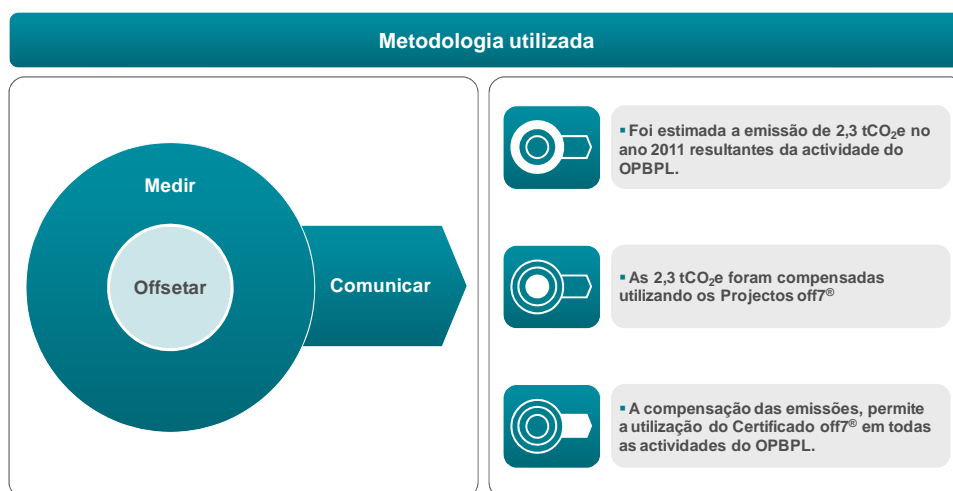 Metodologia utilizada
Medir
Offsetar
Comunicar
▪ Foi estimada a emissão de 2,3 tCO₂e no
ano 2011 resultantes da actividade do
OPBPL.
▪ As 2,3 tCO₂e foram compensadas
utilizando os Projectos off7®
▪ A compensação das emissões, permite
a utilização do Certificado off7® em todas
as actividades do OPBPL.